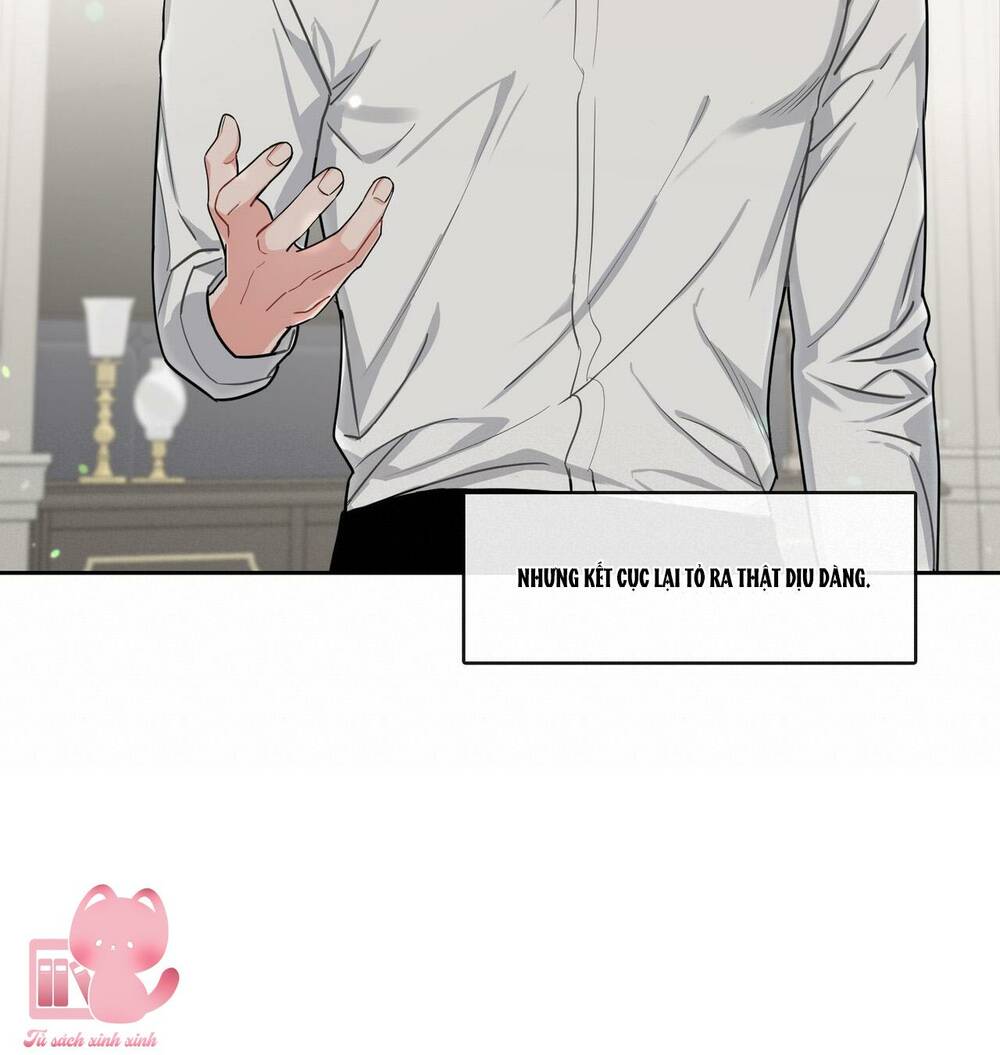 NHƯNG KẾT CỤC LẠI TỎ RA THẬT DỊU DÀNG.
Tủ sách xinh xinh